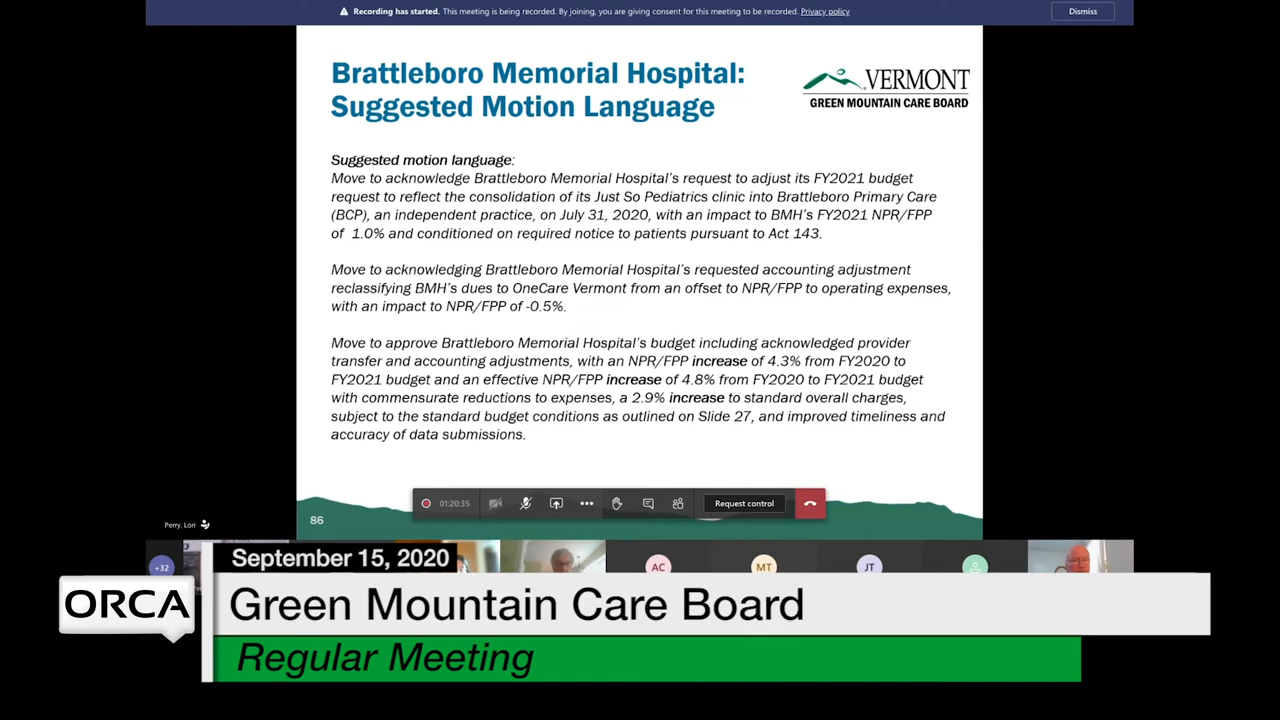 Recording has started. This meeting is being recorded. By joining, you are giving consent for this meeting to be recorded. Privacy policy
Dismiss
Brattleboro Memorial Hospital:
Suggested Motion Language
VERMONT
GREEN MOUNTAIN CARE BOARD
Suggested motion language:
Move to acknowledge Brattleboro Memorial Hospital's request to adjust its FY2021 budget
request to reflect the consolidation of its Just So Pediatrics clinic into Brattleboro Primary Care
(BCP), an independent practice, on July 31, 2020, with an impact to BMH's FY2021 NPR/FPP
of 1.0% and conditioned on required notice to patients pursuant to Act 143.
Move to acknowledging Brattleboro Memorial Hospital's requested accounting adjustment
reclassifying BMH's dues to OneCare Vermont from an offset to NPR/FPP to operating expenses,
with an impact to NPR/FPP of -0.5%.
Move to approve Brattleboro Memorial Hospital's budget including acknowledged provider
transfer and accounting adjustments, with an NPR/FPP increase of 4.3% from FY2020 to
FY2021 budget and an effective NPR/FPP increase of 4.8% from FY2020 to FY2021 budget
with commensurate reductions to expenses, a 2.9% increase to standard overall charges,
subject to the standard budget conditions as outlined on Slide 27, and improved timeliness and
accuracy of data submissions.
01:20:35
Request control
86
Perry, Lori
+32
AC
MT
JT
September 15, 2020
ORCA
Green Mountain Care Board
Regular Meeting